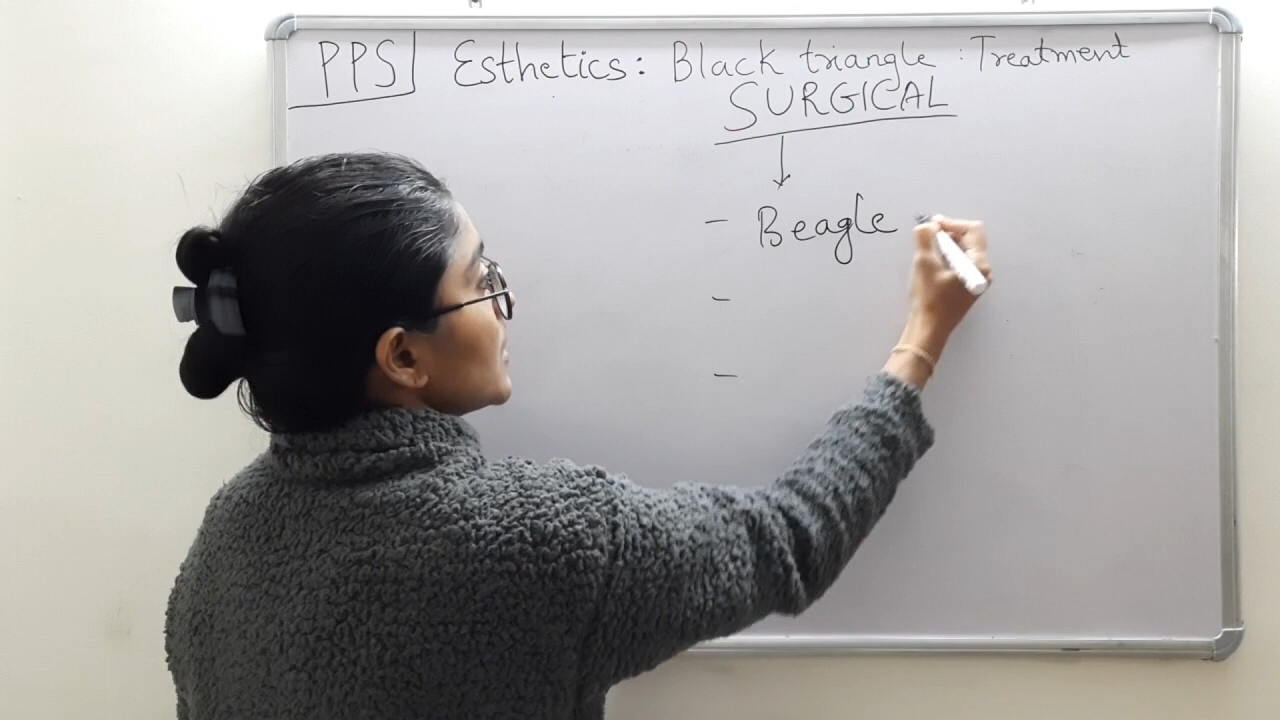 PPS Esthetics: Black triangle : Treatment
SURGICAL
- Beagle
-
-